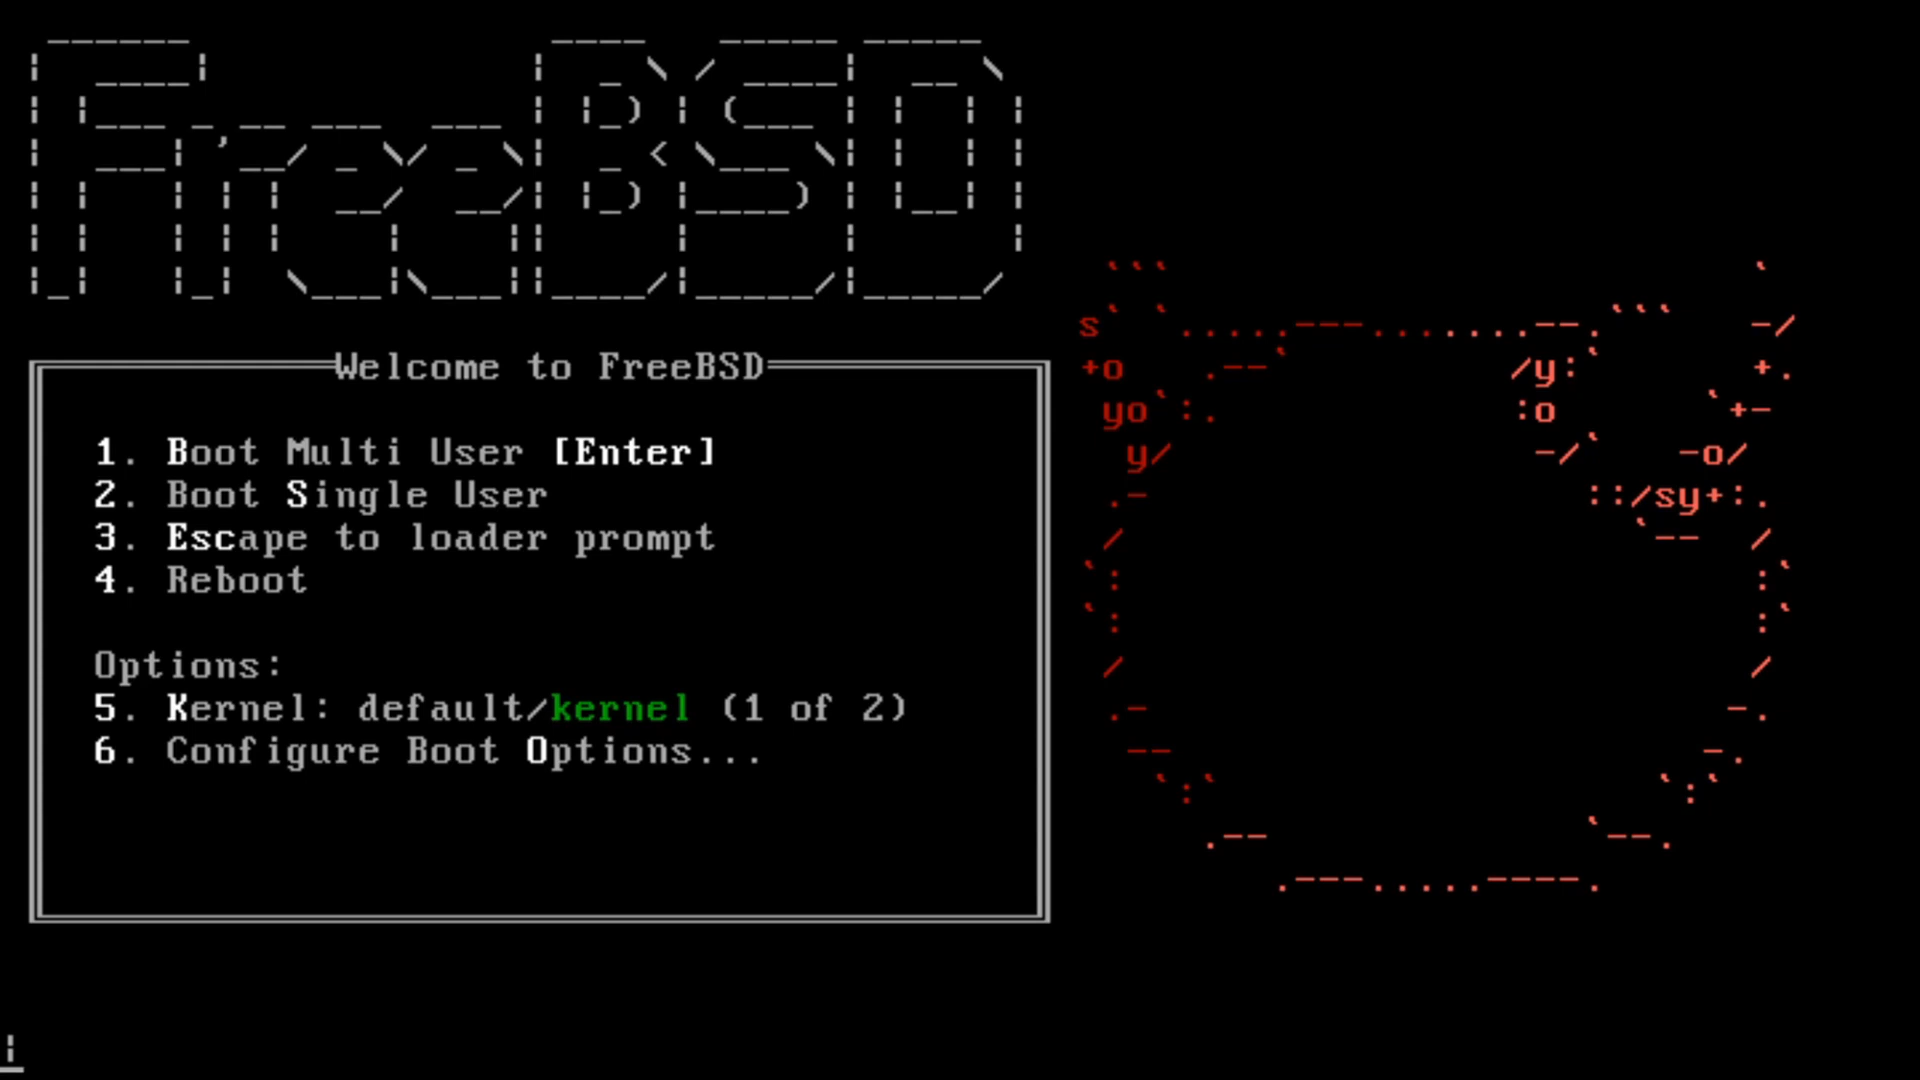 FreeBSD
Welcome to FreeBSD
1. Boot Multi User [Enter]
2. Boot Single User
3. Escape to loader prompt
4. Reboot
Options:
5. Kernel: default/kernel (1 of 2)
6. Configure Boot Options...